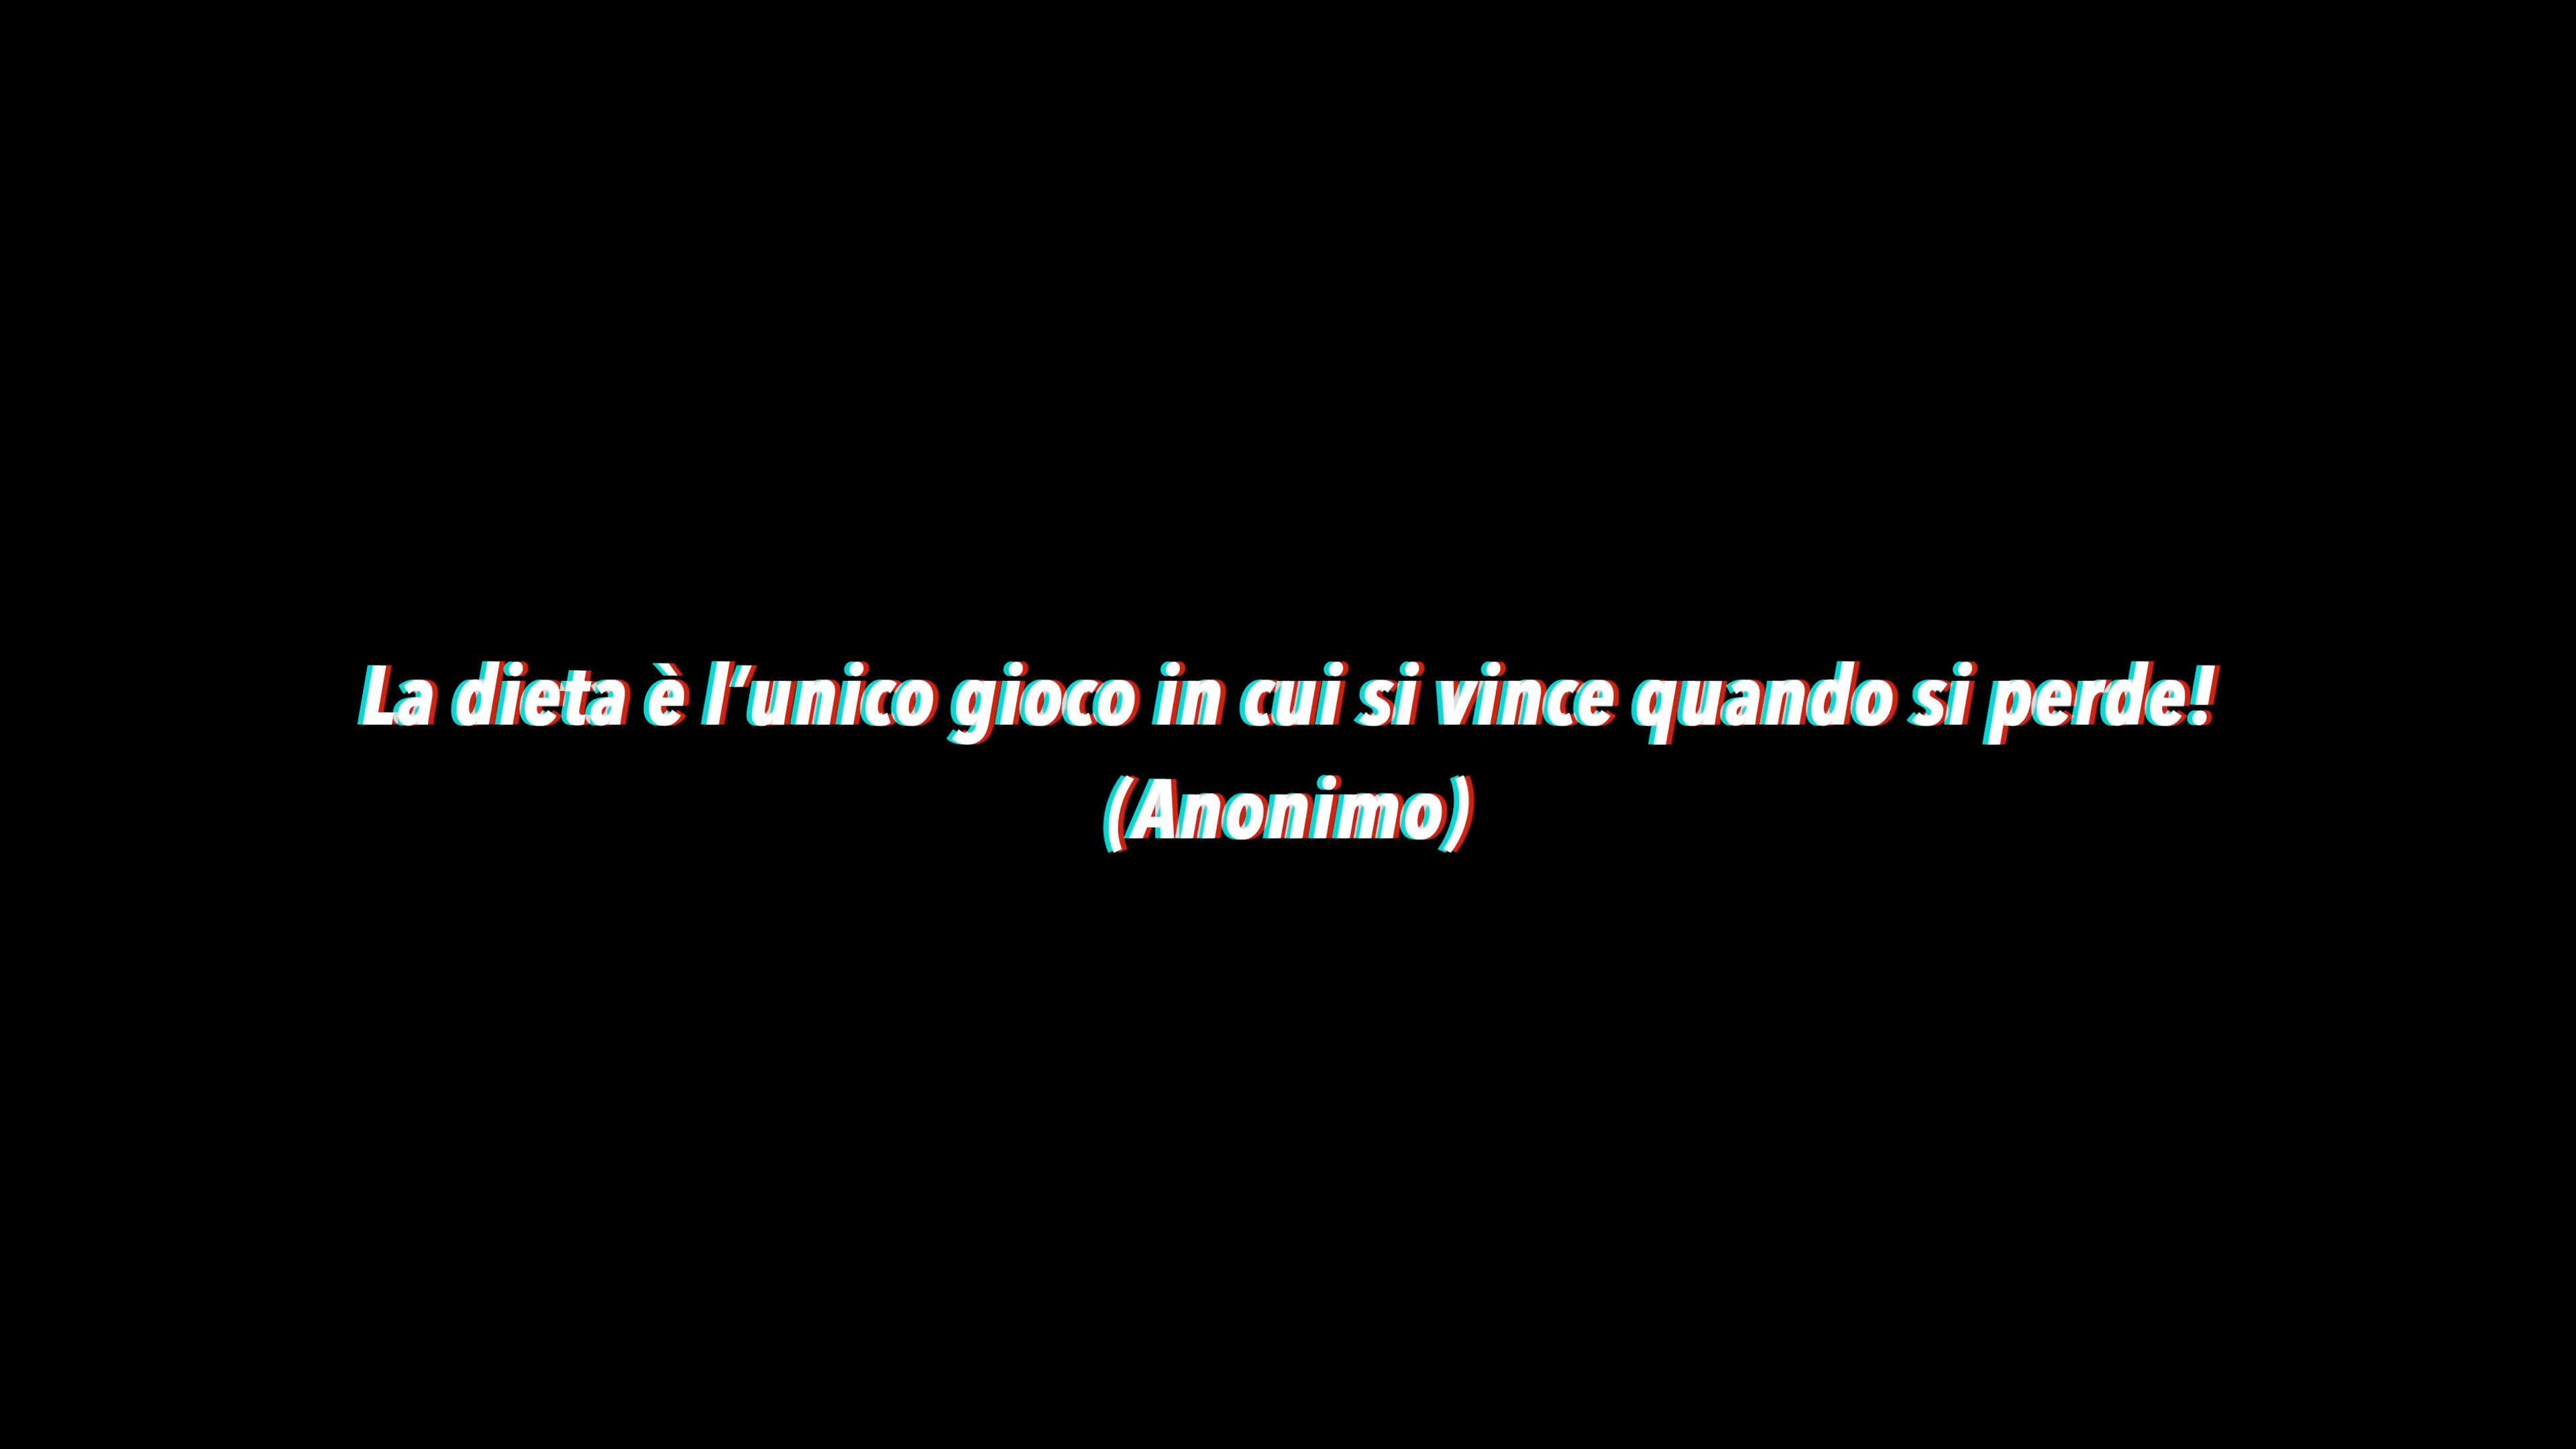 La dieta è l’unico gioco in cui si vince quando si perde!
(Anonimo)